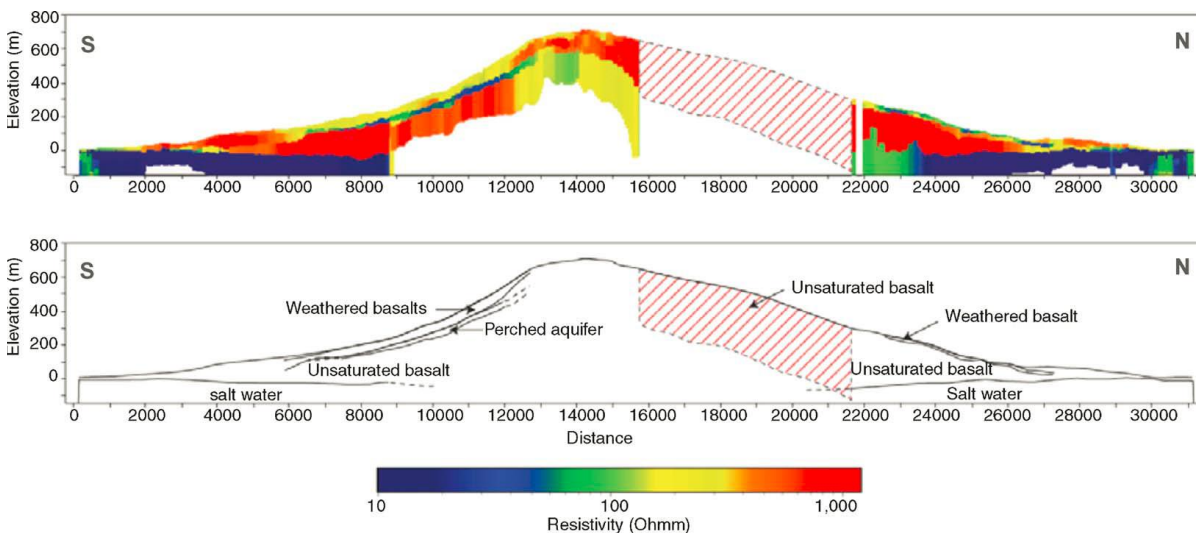 Elevation (m)
800
600
400
200
0
S
N
0 2000 4000 6000 8000 10000 12000 14000 16000 18000 20000 22000 24000 26000 28000 30000
Elevation (m)
800
600
400
200
0
S
N
Unsaturated basalt
Weathered basalts
Weathered basalt
Perched aquifer
Unsaturated basalt
Unsaturated basalt
salt water
Salt water
0 2000 4000 6000 8000 10000 12000 14000 16000 18000 20000 22000 24000 26000 28000 30000
Distance
10 100 1,000
Resistivity (Ohmm)